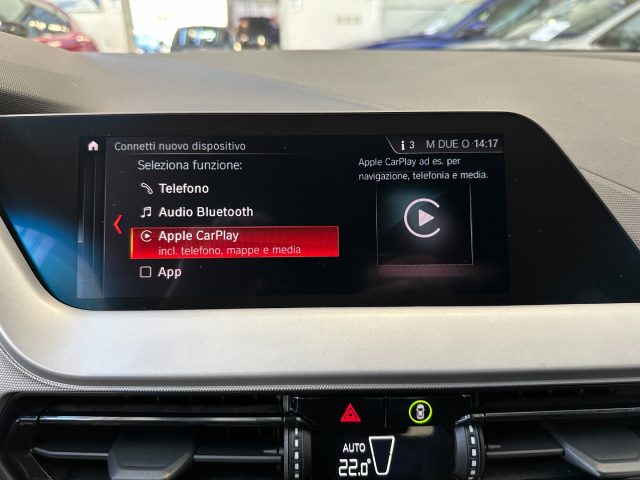 Connetti nuovo dispositivo
i 3 M DUE O 14:17
Seleziona funzione:
Telefono
Audio Bluetooth
Apple CarPlay
incl. telefono, mappe e media
App
Apple CarPlay ad es. per
navigazione, telefonia e media.
AUTO
22.0°